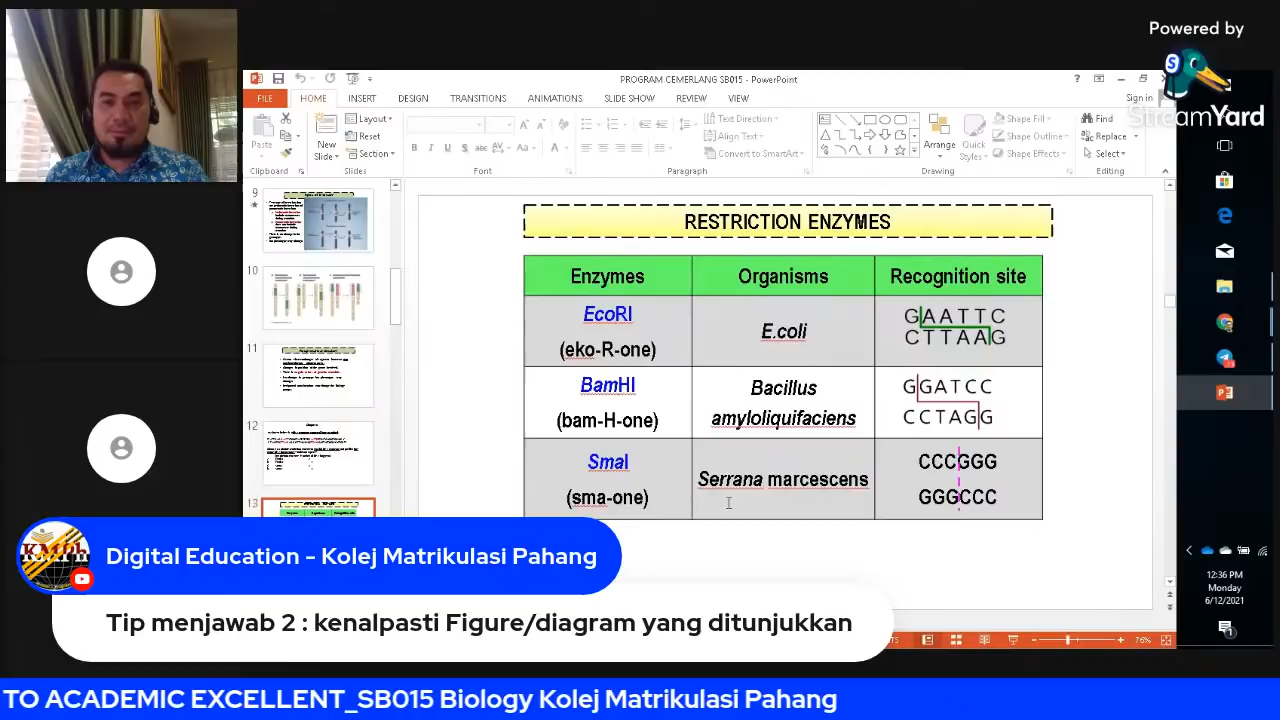 Powered by
StreamYard
PROGRAM CEMERLANG SB015 - PowerPoint
Sign in
FILE HOME INSERT DESIGN TRANSITIONS ANIMATIONS SLIDE SHOW REVIEW VIEW
Paste
New
Slide
Layout
Reset
Section
Text Direction
Align Text
Convert to SmartArt
Arrange
Quick
Styles
Shape Fill
Shape Outline
Shape Effects
Find
Replace
Select
Clipboard Slides Font Paragraph Drawing Editing
9
10
11
12
13
RESTRICTION ENZYMES
Enzymes Organisms Recognition site
EcoRI
(eko-R-one)
E.coli
GAATTC
CTTAAG
BamHI
(bam-H-one)
Bacillus
amyloliquifaciens
GGATCC
CCTAGG
SmaI
(sma-one)
Serrana marcescens
CCCGGG
GGGCCC
KMPh
Digital Education - Kolej Matrikulasi Pahang
Tip menjawab 2 : kenalpasti Figure/diagram yang ditunjukkan
76%
12:36 PM
Monday
6/12/2021
TO ACADEMIC EXCELLENT_SB015 Biology Kolej Matrikulasi Pahang